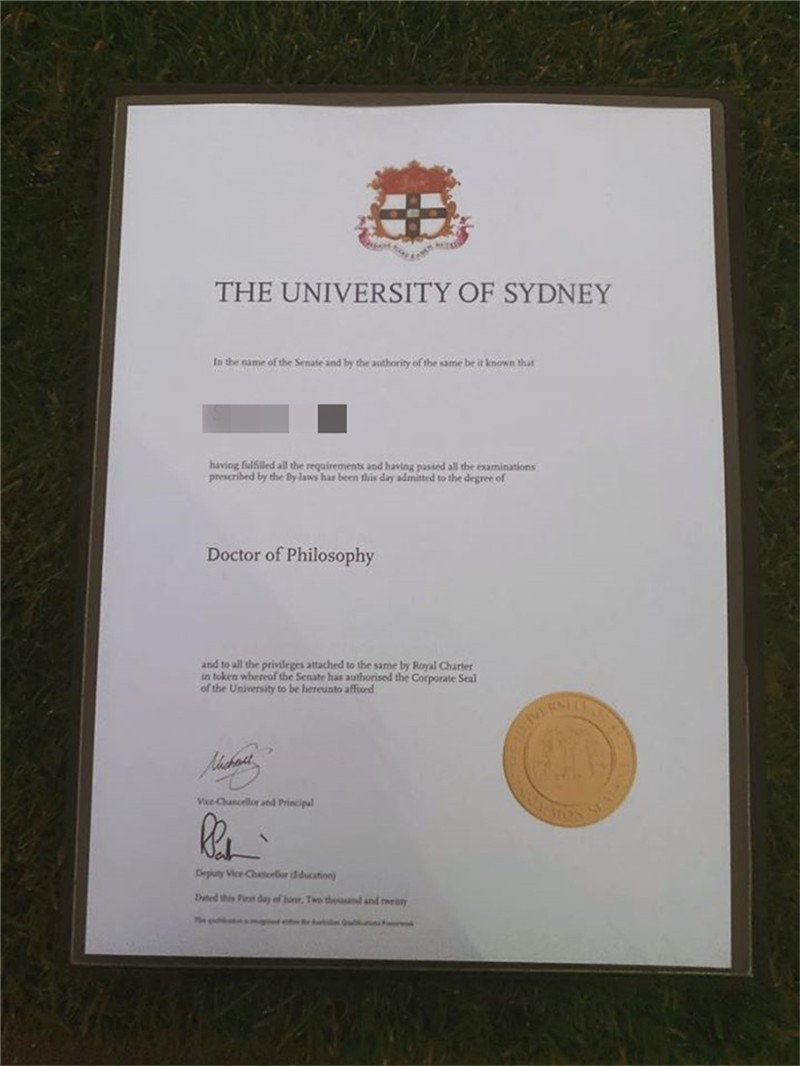 THE UNIVERSITY OF SYDNEY
In the name of the Senate and by the authority of the same be it known that
having fulfilled all the requirements and having passed all the examinations
prescribed by the By-laws has been this day admitted to the degree of
Doctor of Philosophy
and to all the privileges attached to the same by Royal Charter
in token whereof the Senate has authorised the Corporate Seal
of the University to be hereunto affixed
Vice-Chancellor and Principal
Deputy Vice-Chancellor (Education)
Dated this First day of June, Two thousand and twenty
This qualification is recognised within the Australian Qualifications Framework